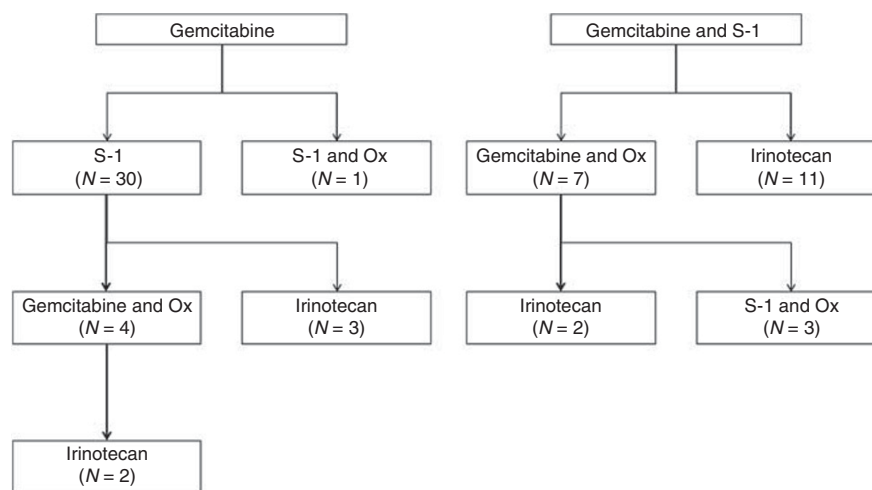 Gemcitabine
Gemcitabine and S-1
S-1
(N = 30)
S-1 and Ox
(N = 1)
Gemcitabine and Ox
(N = 7)
Irinotecan
(N = 11)
Gemcitabine and Ox
(N = 4)
Irinotecan
(N = 3)
Irinotecan
(N = 2)
S-1 and Ox
(N = 3)
Irinotecan
(N = 2)